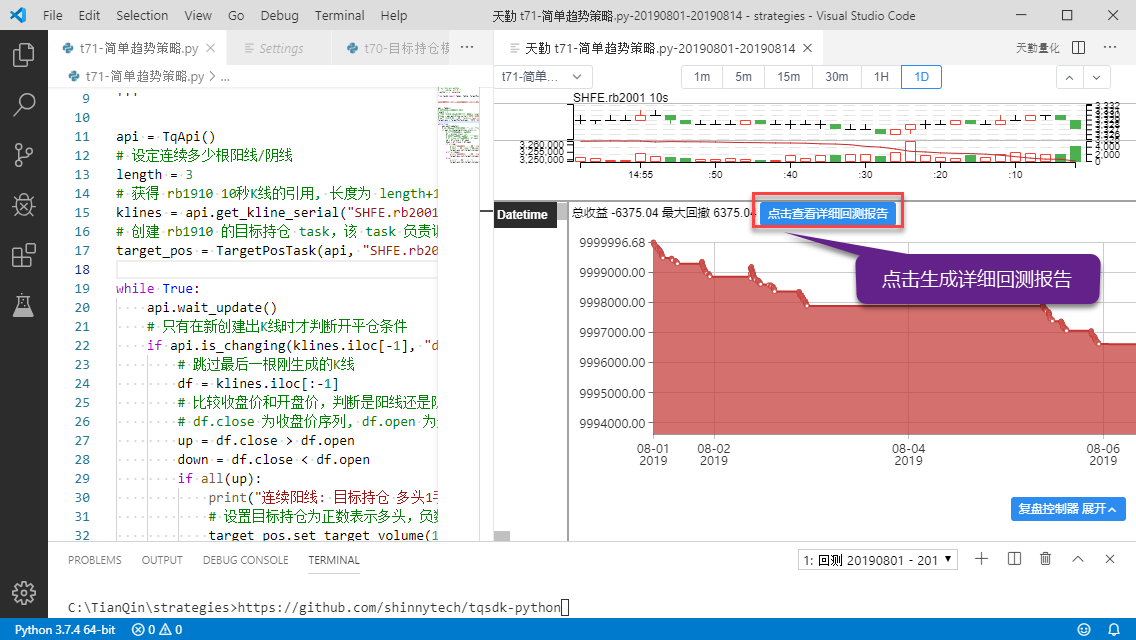 File Edit Selection View Go Debug Terminal Help
天勤 t71-简单趋势策略.py-20190801-20190814 - strategies - Visual Studio Code
t71-简单趋势策略.py
Settings
t70-目标持仓模
天勤 t71-简单趋势策略.py-20190801-20190814
天勤量化
t71-简单趋势策略.py > ...
9 '''
10
11 api = TqApi()
12 # 设定连续多少根阳线/阴线
13 length = 3
14 # 获得 rb1910 10秒K线的引用, 长度为 length+1
15 klines = api.get_kline_serial("SHFE.rb2001
16 # 创建 rb1910 的目标持仓 task，该 task 负责
17 target_pos = TargetPosTask(api, "SHFE.rb20
18
19 while True:
20 api.wait_update()
21 # 只有在新创建出K线时才判断开平仓条件
22 if api.is_changing(klines.iloc[-1], "d
23 # 跳过最后一根刚生成的K线
24 df = klines.iloc[:-1]
25 # 比较收盘价和开盘价，判断是阳线还是
26 # df.close 为收盘价序列, df.open 为
27 up = df.close > df.open
28 down = df.close < df.open
29 if all(up):
30 print("连续阳线: 目标持仓 多头1手
31 # 设置目标持仓为正数表示多头，负数
32 target_pos.set_target_volume(1
t71-简单...
1m 5m 15m 30m 1H 1D
SHFE.rb2001 10s
3,332
3,330
3,328
3,326
3,260.000
3,255.000
3,250.000
4,000
2,000
0
14:55 :50 :40 :30 :20 :10
Datetime
总收益 -6375.04 最大回撤 6375.04
点击查看详细回测报告
点击生成详细回测报告
9999996.68
9999000.00
9998000.00
9997000.00
9996000.00
9995000.00
9994000.00
08-01 08-02 08-04 08-06
2019 2019 2019 2019
复盘控制器 展开
PROBLEMS OUTPUT DEBUG CONSOLE TERMINAL
1: 回测 20190801 - 201
C:\TianQin\strategies>https://github.com/shinnytech/tqsdk-python
Python 3.7.4 64-bit 0 0